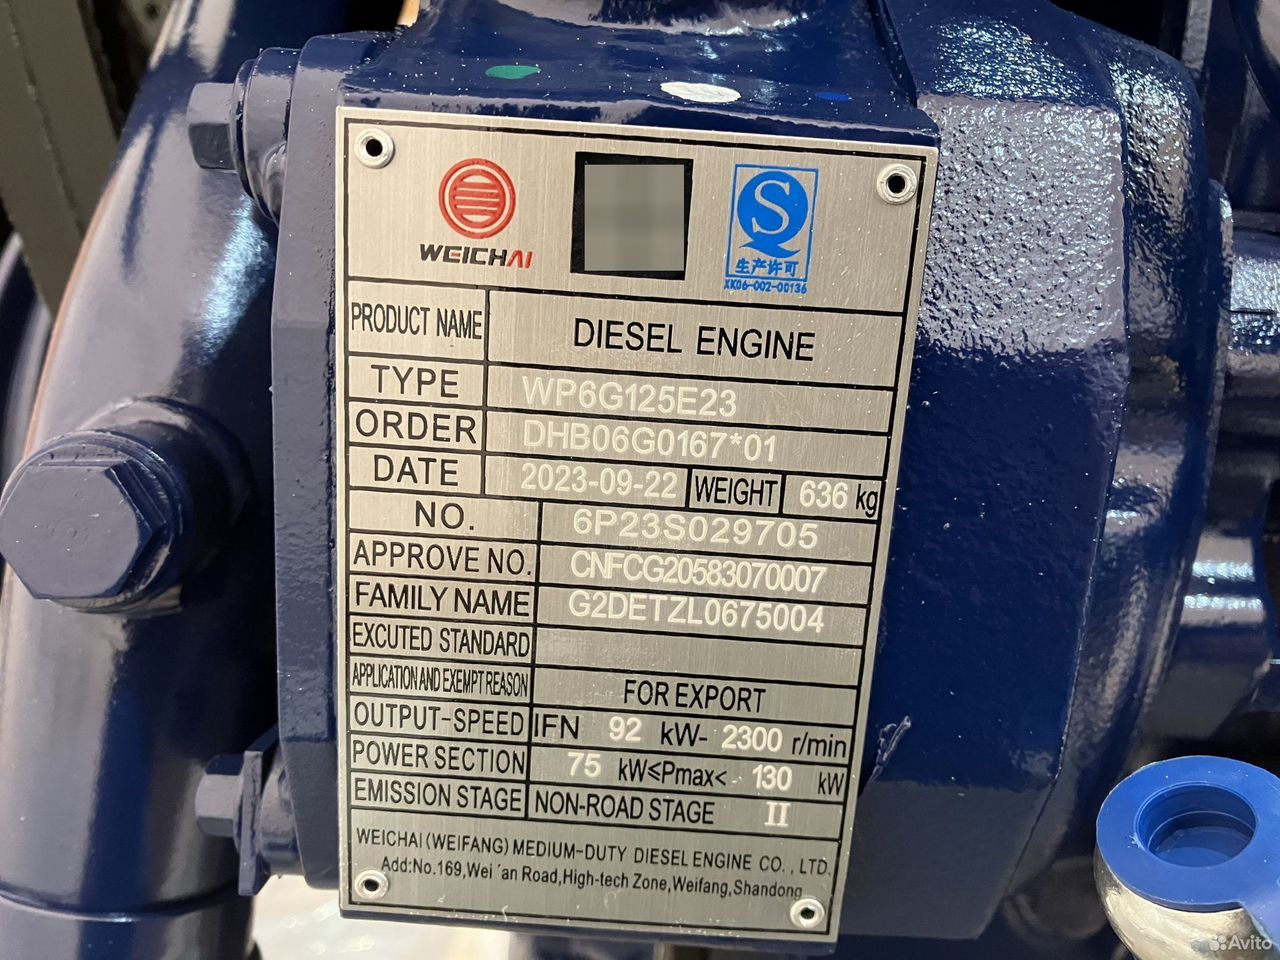 WEICHAI
S
生产许可
XK06-002-00136
PRODUCT NAME DIESEL ENGINE
TYPE WP6G125E23
ORDER DHB06G0167*01
DATE 2023-09-22 WEIGHT 636 kg
NO. 6P23S029705
APPROVE NO. CNFCG20583070007
FAMILY NAME G2DETZL0675004
EXCUTED STANDARD
APPLICATION AND EXEMPT REASON FOR EXPORT
OUTPUT-SPEED IFN 92 kW- 2300 r/min
POWER SECTION 75 kW≤Pmax< 130 kW
EMISSION STAGE NON-ROAD STAGE II
WEICHAI (WEIFANG) MEDIUM-DUTY DIESEL ENGINE CO., LTD.
Add:No.169,Wei´an Road,High-tech Zone,Weifang,Shandong
Avito